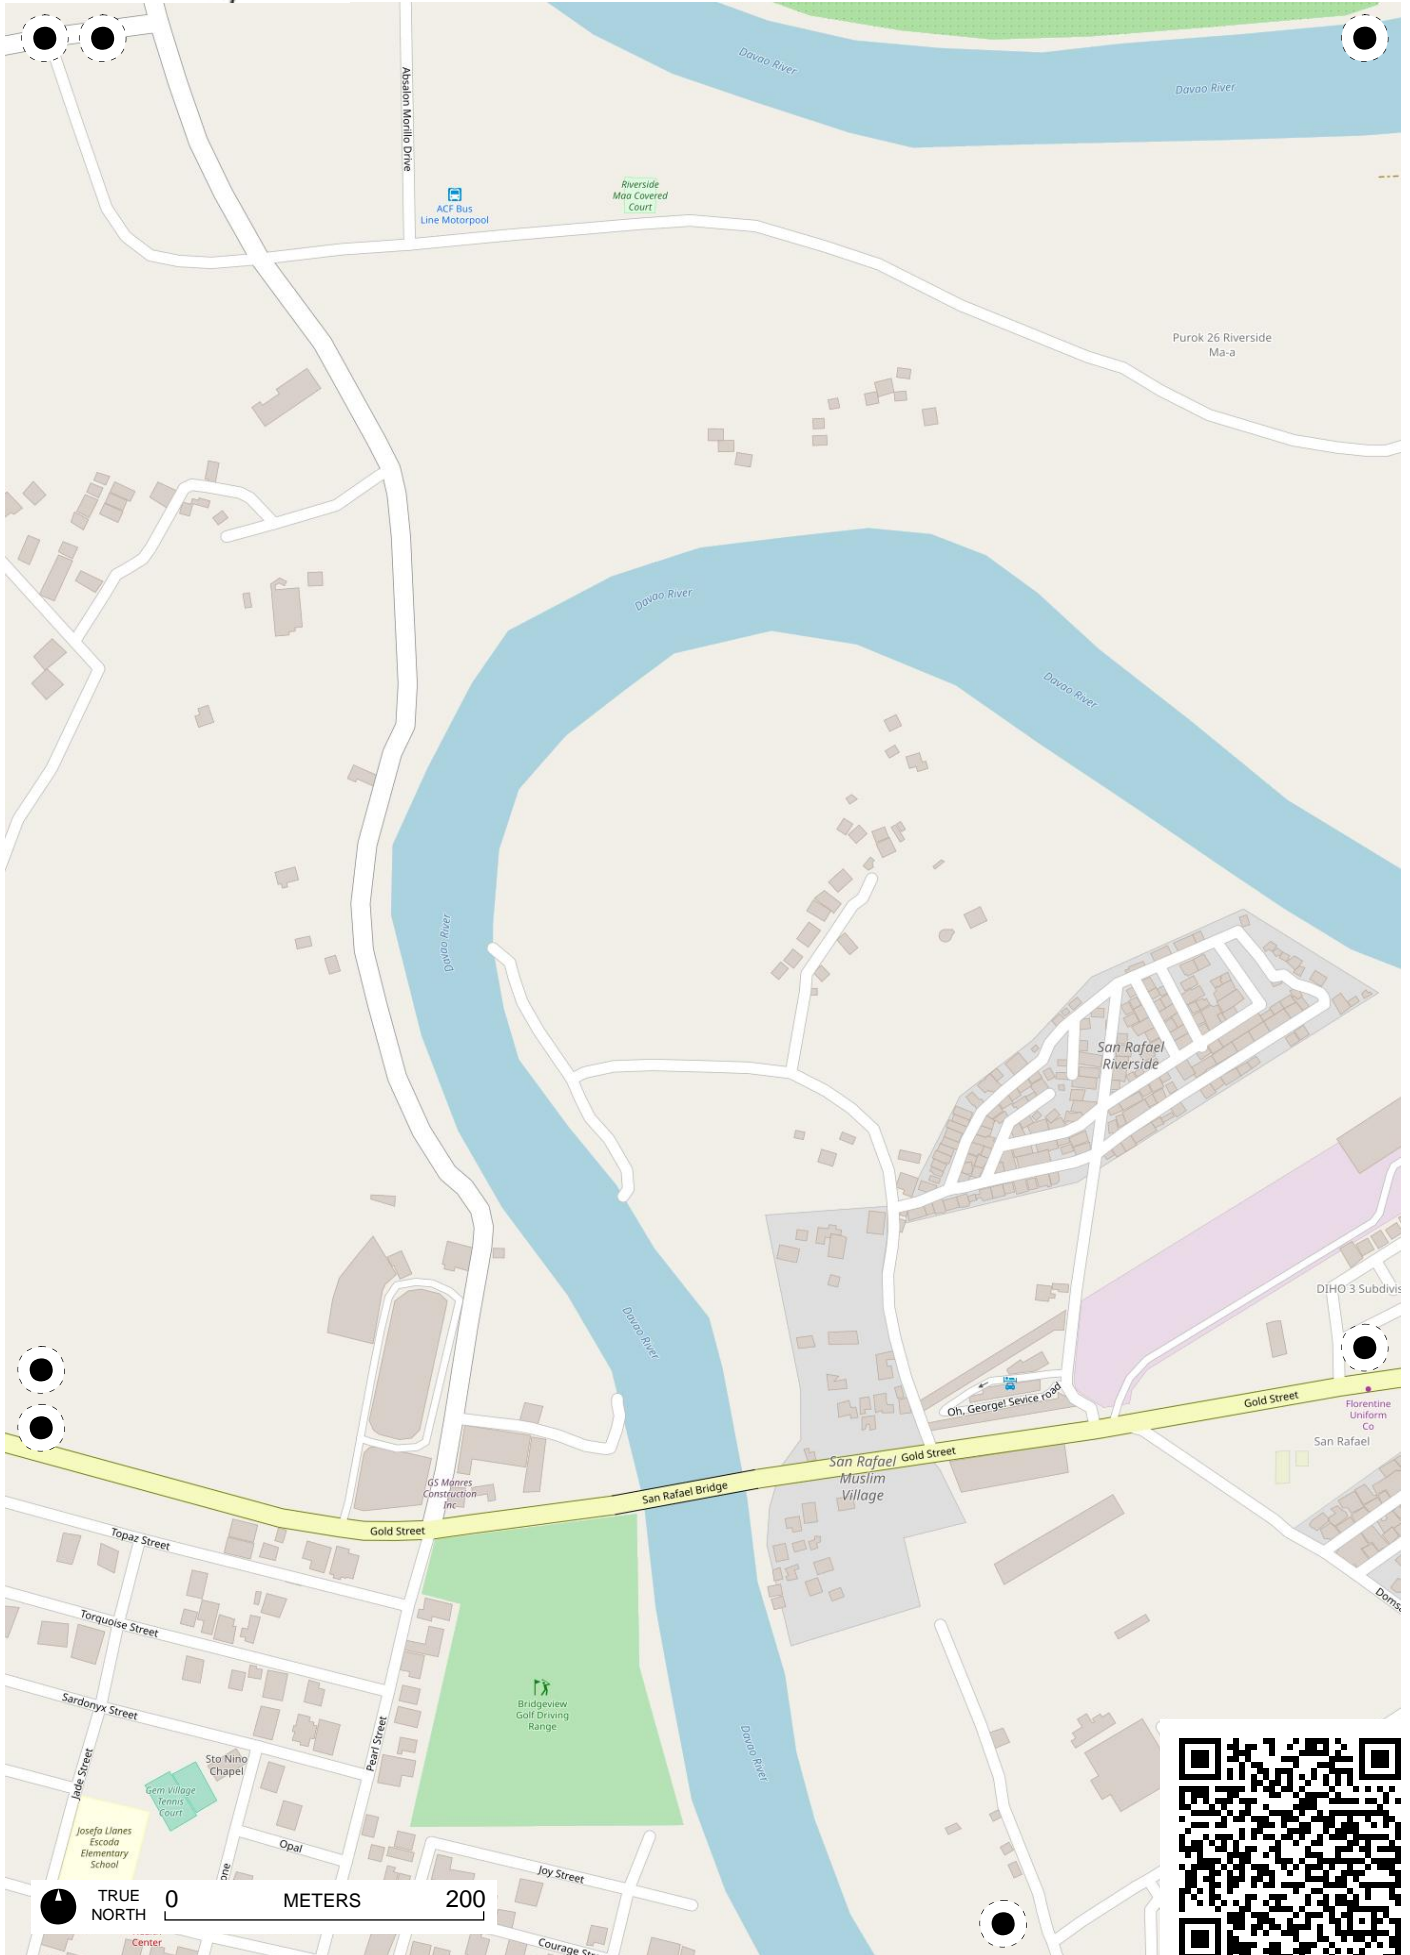 Davao River
Davao River
Absalon Morillo Drive
ACF Bus
Line Motorpool
Riverside
Maa Covered
Court
Purok 26 Riverside
Ma-a
Davao River
Davao River
Davao River
San Rafael
Riverside
Davao River
DIHO 3 Subdivis
Oh, George! Sevice road
Gold Street
Florentine
Uniform
Co
San Rafael
Gold Street
San Rafael
Muslim
Village
San Rafael Bridge
GS Manres
Construction
Inc
Gold Street
Topaz Street
Torquoise Street
Sardonyx Street
Jade Street
Pearl Street
Bridgeview
Golf Driving
Range
Davao River
Domsa
Sto Nino
Chapel
Gem Village
Tennis
Court
Josefa Llanes
Escoda
Elementary
School
Opal
one
Joy Street
Courage St
TRUE
NORTH
0 METERS 200
Center